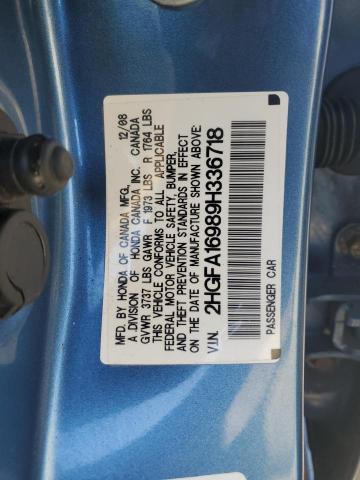 MFD. BY HONDA OF CANADA MFG. 12/08
A DIVISION OF HONDA CANADA INC. CANADA
GVWR 3737 LBS GAWR F 1973 LBS R 1764 LBS
THIS VEHICLE CONFORMS TO ALL APPLICABLE
FEDERAL MOTOR VEHICLE SAFETY, BUMPER,
AND THEFT PREVENTION STANDARDS IN EFFECT
ON THE DATE OF MANUFACTURE SHOWN ABOVE.
V.I.N. 2HGFA16989H336718
PASSENGER CAR